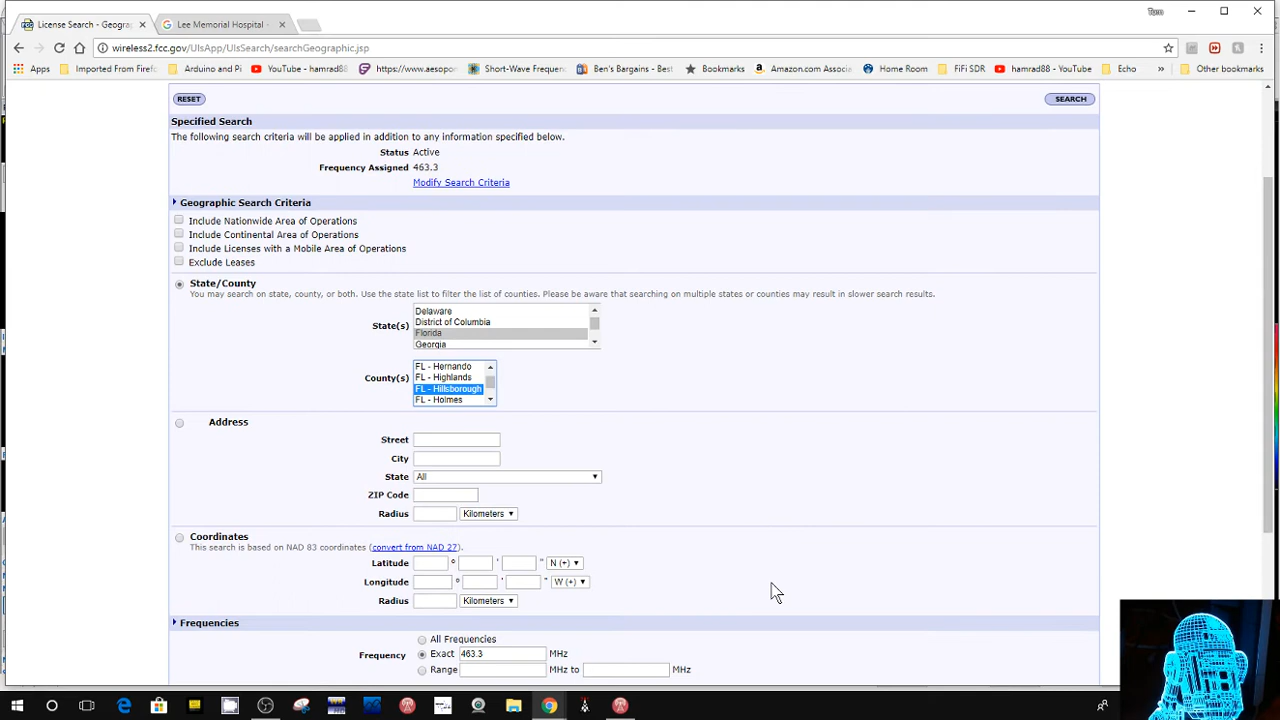 License Search - Geograp
Lee Memorial Hospital -
Tom
wireless2.fcc.gov/UlsApp/UlsSearch/searchGeographic.jsp
Apps
Imported From Firefo
Arduino and Pi
YouTube - hamrad88
https://www.aesopon
Short-Wave Frequen
Ben's Bargains - Best
Bookmarks
Amazon.com Associa
Home Room
FiFi SDR
hamrad88 - YouTube
Echo
»
Other bookmarks
RESET
SEARCH
Specified Search
The following search criteria will be applied in addition to any information specified below.
Status Active
Frequency Assigned 463.3
Modify Search Criteria
Geographic Search Criteria
Include Nationwide Area of Operations
Include Continental Area of Operations
Include Licenses with a Mobile Area of Operations
Exclude Leases
State/County
You may search on state, county, or both. Use the state list to filter the list of counties. Please be aware that searching on multiple states or counties may result in slower search results.
Delaware
District of Columbia
State(s)
Florida
Georgia
FL - Hernando
FL - Highlands
County(s)
FL - Hillsborough
FL - Holmes
Address
Street
City
State All
ZIP Code
Radius Kilometers
Coordinates
This search is based on NAD 83 coordinates (convert from NAD 27).
Latitude ° ' " N (+)
Longitude ° ' " W (+)
Radius Kilometers
Frequencies
All Frequencies
Frequency Exact 463.3 MHz
Range MHz to MHz